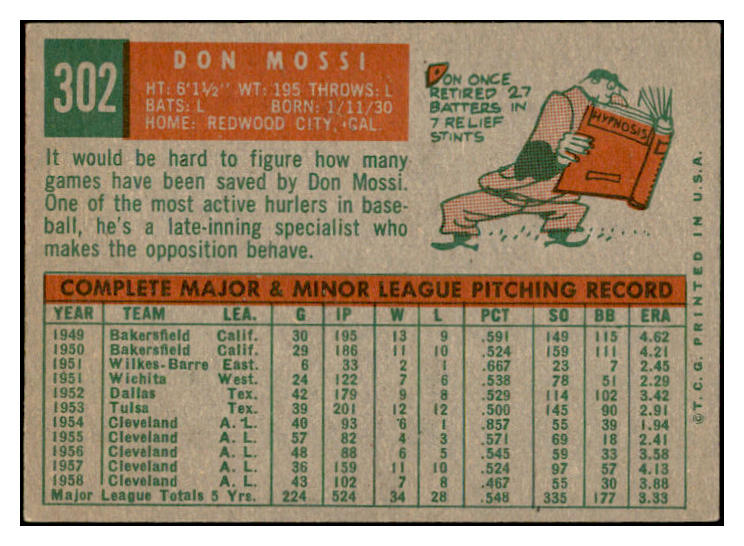 302
DON MOSSI
HT: 6'1½" WT: 195 THROWS: L
BATS: L BORN: 1/11/30
HOME: REDWOOD CITY, CAL.
DON ONCE
RETIRED 27
BATTERS IN
7 RELIEF
STINTS
HYPNOSIS
It would be hard to figure how many
games have been saved by Don Mossi.
One of the most active hurlers in base-
ball, he's a late-inning specialist who
makes the opposition behave.
COMPLETE MAJOR & MINOR LEAGUE PITCHING RECORD
YEAR TEAM LEA. G IP W L PCT SO BB ERA
1949 Bakersfield Calif. 30 195 13 9 .591 149 115 4.62
1950 Bakersfield Calif. 29 186 11 10 .524 159 111 4.21
1951 Wilkes-Barre East. 6 33 2 1 .667 23 7 2.45
1951 Wichita West. 24 122 7 6 .538 78 51 2.29
1952 Dallas Tex. 42 179 9 8 .529 114 102 3.42
1953 Tulsa Tex. 39 201 12 12 .500 145 90 2.91
1954 Cleveland A. L. 40 93 6 1 .857 55 39 1.94
1955 Cleveland A. L. 57 82 4 3 .571 69 18 2.41
1956 Cleveland A. L. 48 88 6 5 .545 59 33 3.58
1957 Cleveland A. L. 36 159 11 10 .524 97 57 4.13
1958 Cleveland A. L. 43 102 7 8 .467 55 30 3.88
Major League Totals 5 Yrs. 224 524 34 28 .548 335 177 3.33
©T.C.G. PRINTED IN U.S.A.